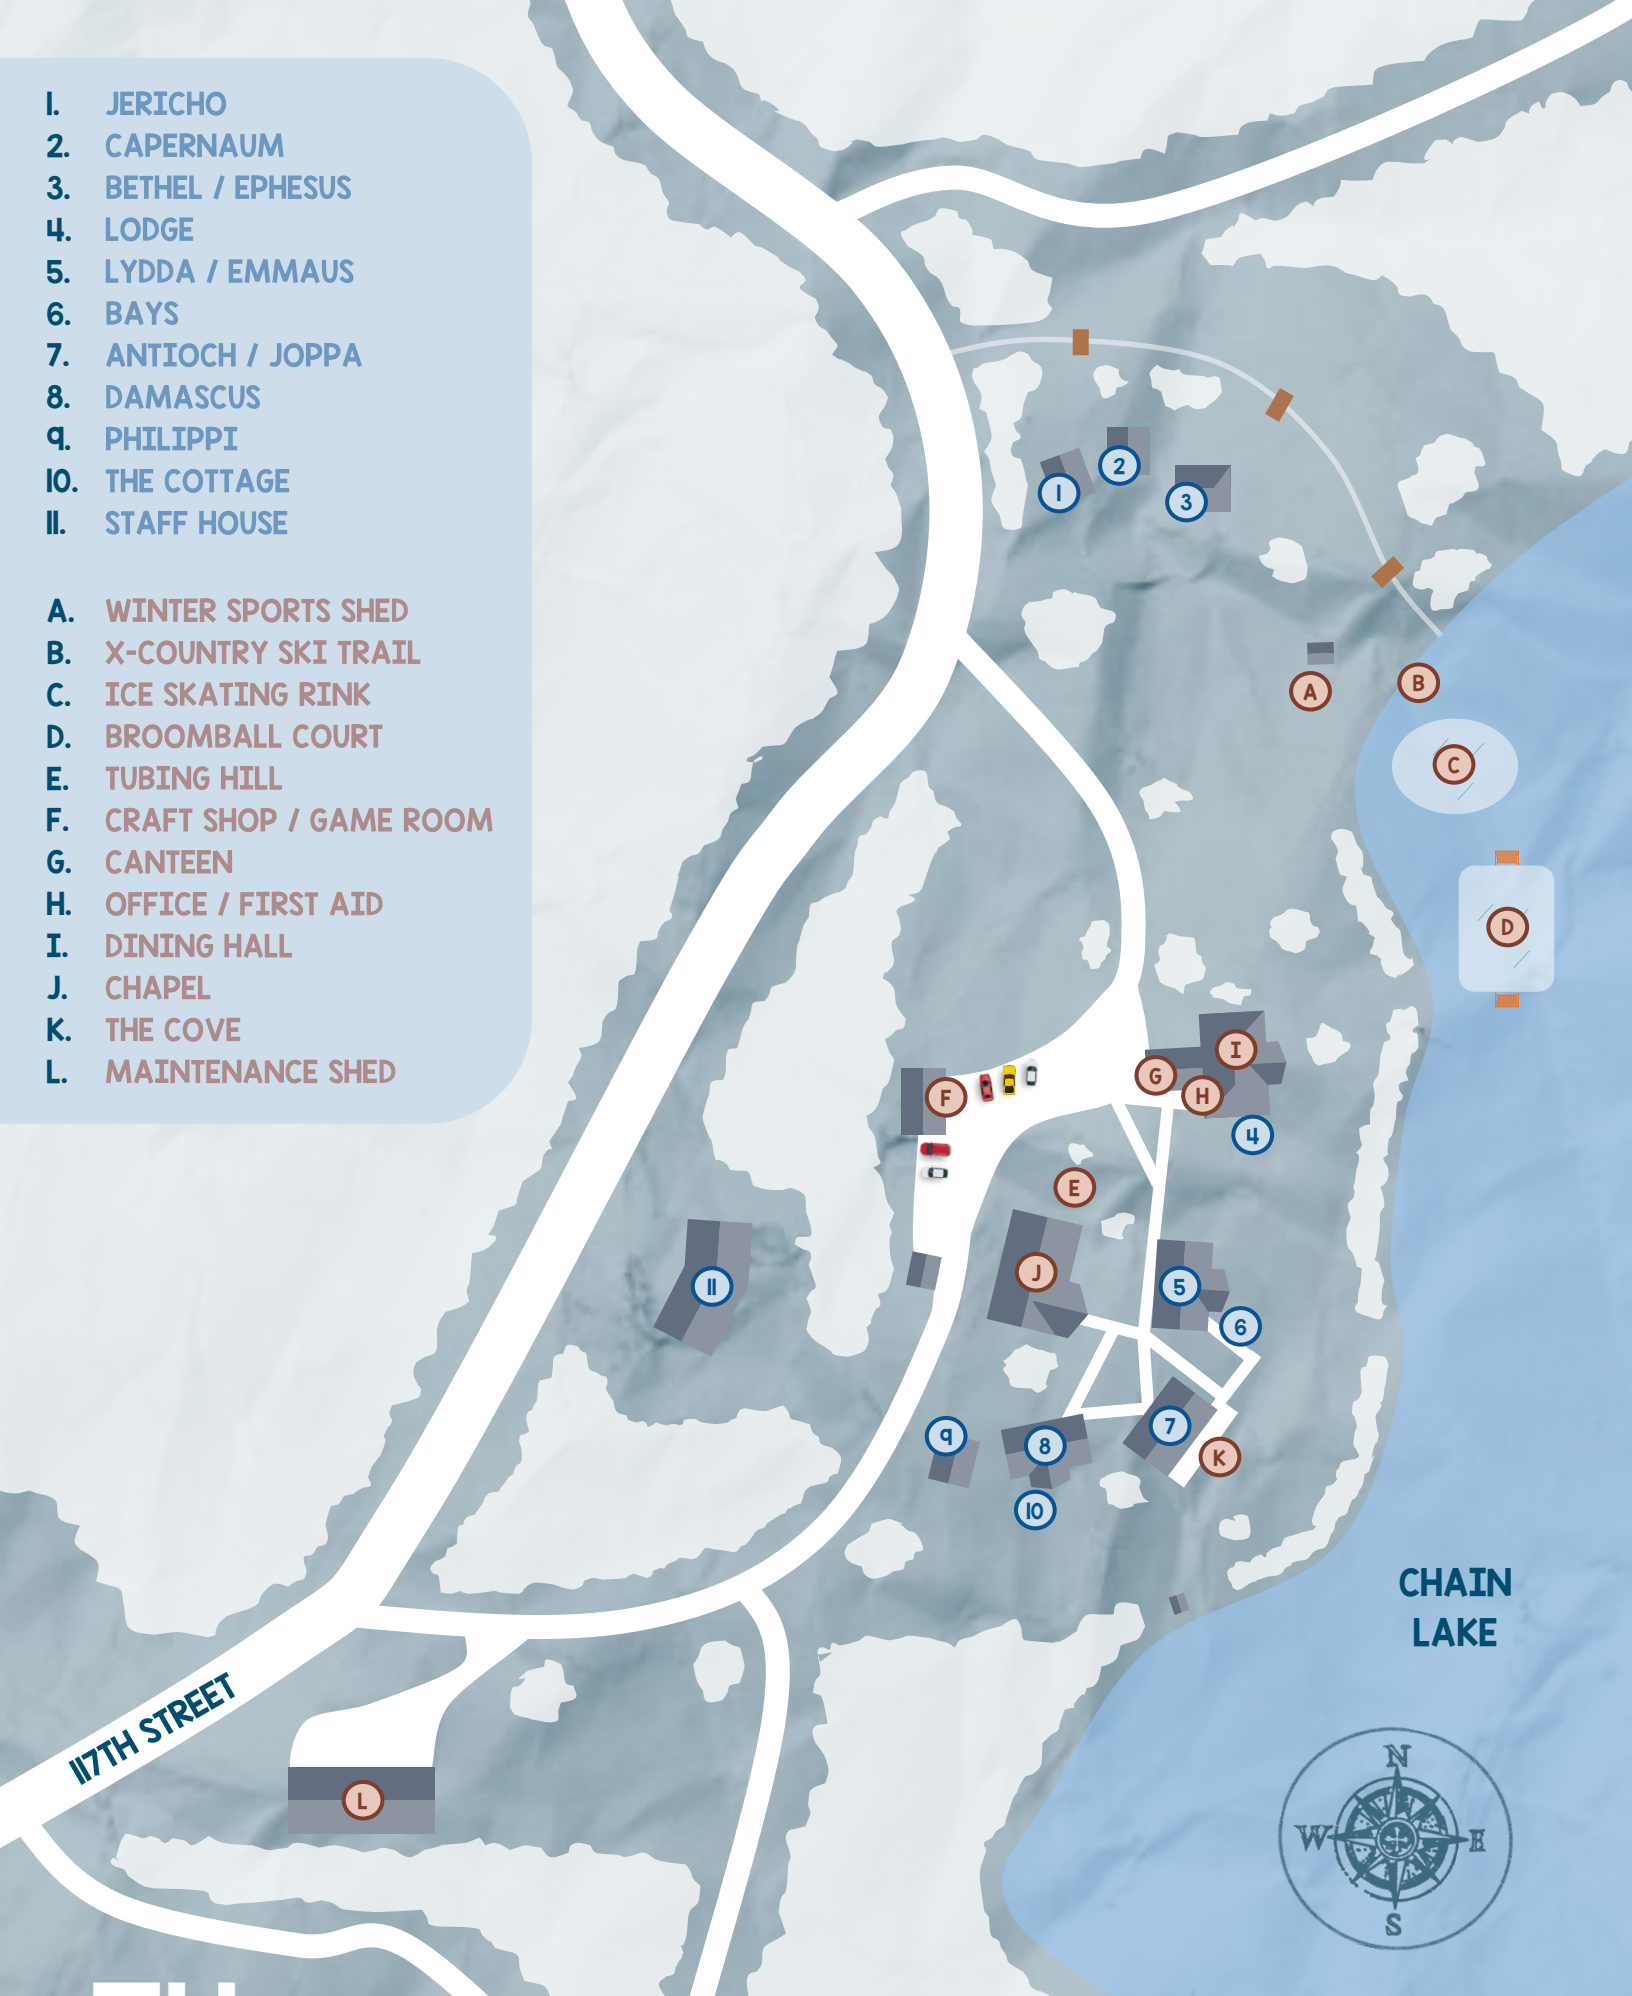 1. JERICHO
2. CAPERNAUM
3. BETHEL / EPHESUS
4. LODGE
5. LYDDA / EMMAUS
6. BAYS
7. ANTIOCH / JOPPA
8. DAMASCUS
9. PHILIPPI
10. THE COTTAGE
11. STAFF HOUSE
A. WINTER SPORTS SHED
B. X-COUNTRY SKI TRAIL
C. ICE SKATING RINK
D. BROOMBALL COURT
E. TUBING HILL
F. CRAFT SHOP / GAME ROOM
G. CANTEEN
H. OFFICE / FIRST AID
I. DINING HALL
J. CHAPEL
K. THE COVE
L. MAINTENANCE SHED
2
1
3
A
B
C
D
I
G
H
F
4
E
J
5
11
6
7
9
8
K
10
CHAIN
LAKE
117TH STREET
L
N
W
E
S